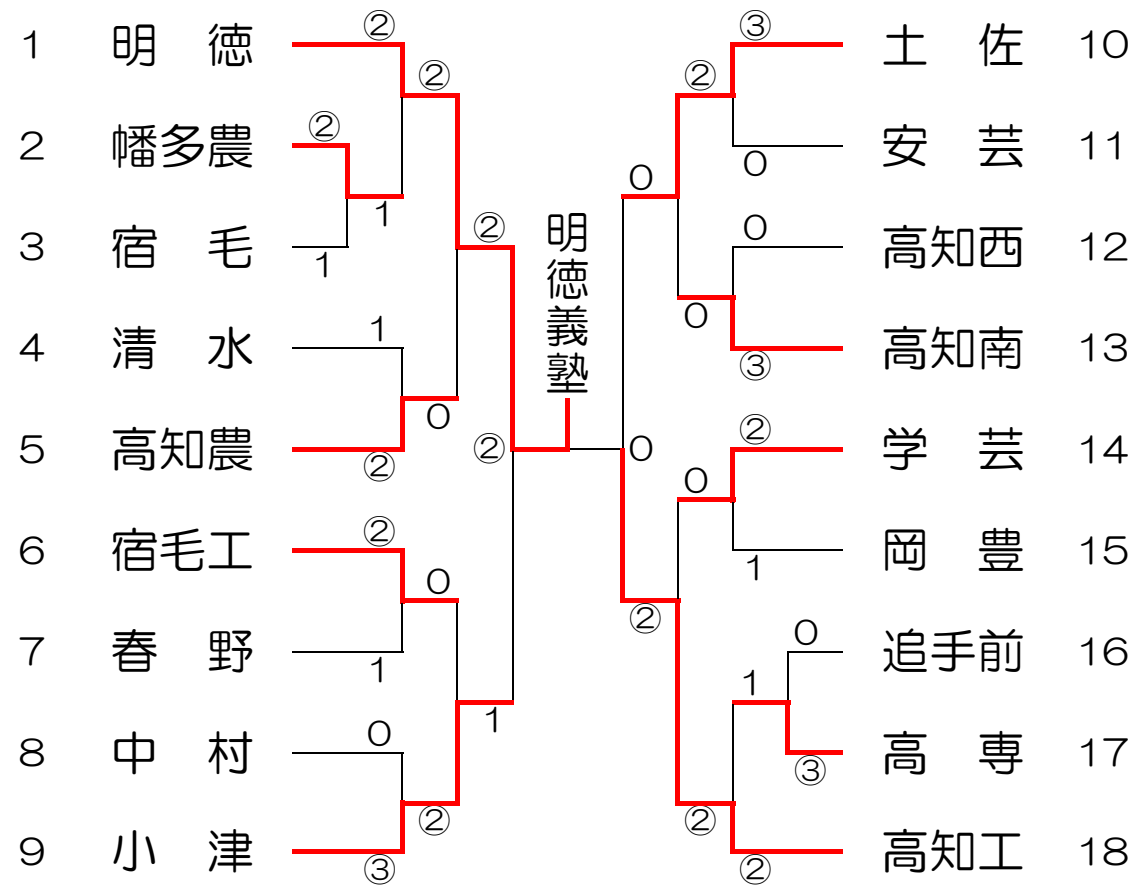 ② ③
1 明 徳 土 佐 10
② ②
② 2 幡多農 安 芸 11
0
1 0
3 宿 毛 ② 明徳義塾 0 高知西 12
1
1 0
4 清 水 高知南 13
③
0 ②
5 高知農 ② 0 学 芸 14
② 0
② 
6 宿毛工 0 岡 豊 15
1
② 0
7 春 野 追手前 16
1 1
0 1
8 中 村 高 専 17
③
② ②
9 小 津 高知工 18
③ ②